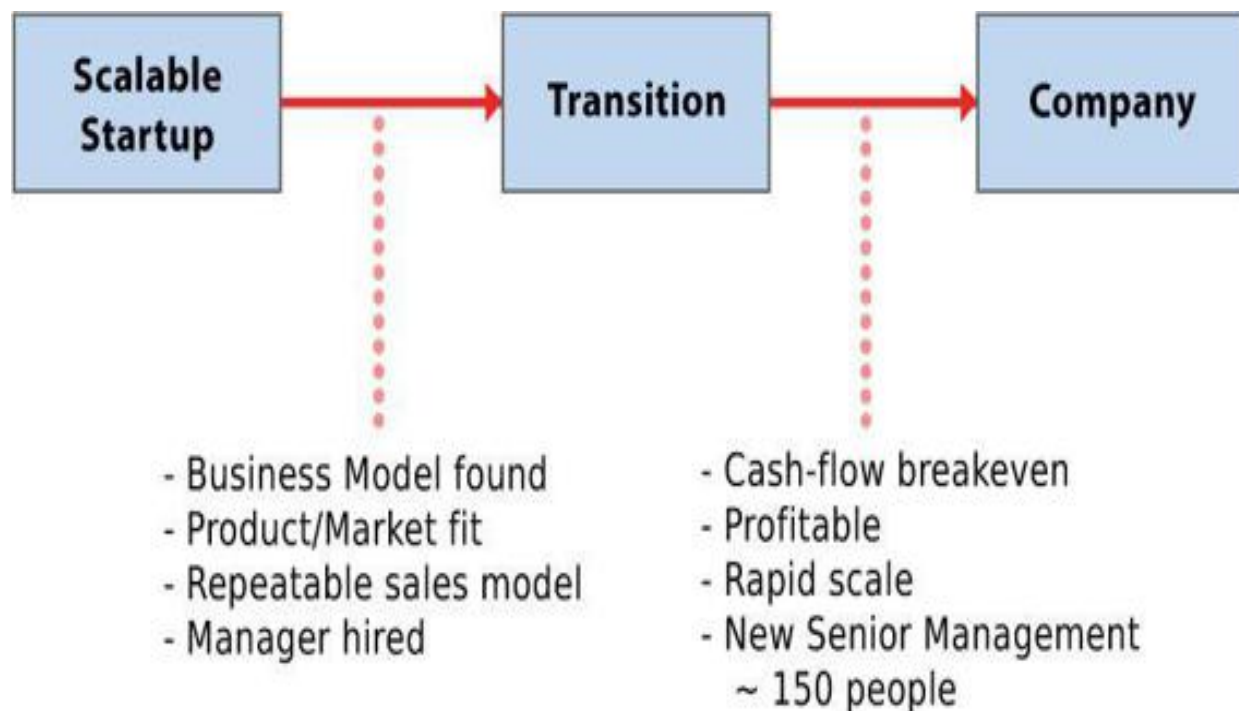 Scalable
Startup
Transition
Company
- Business Model found
- Product/Market fit
- Repeatable sales model
- Manager hired
- Cash-flow breakeven
- Profitable
- Rapid scale
- New Senior Management
~ 150 people